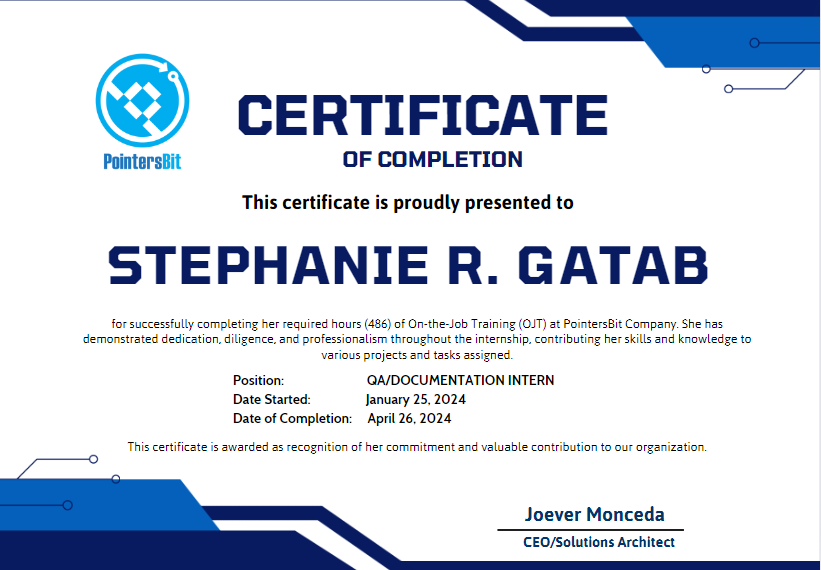 CERTIFICATE
OF COMPLETION
PointersBit
This certificate is proudly presented to
STEPHANIE R. GATAB
for successfully completing her required hours (486) of On-the-Job Training (OJT) at PointersBit Company. She has
demonstrated dedication, diligence, and professionalism throughout the internship, contributing her skills and knowledge to
various projects and tasks assigned.
Position: QA/DOCUMENTATION INTERN
Date Started: January 25, 2024
Date of Completion: April 26, 2024
This certificate is awarded as recognition of her commitment and valuable contribution to our organization.
Joever Monceda
CEO/Solutions Architect